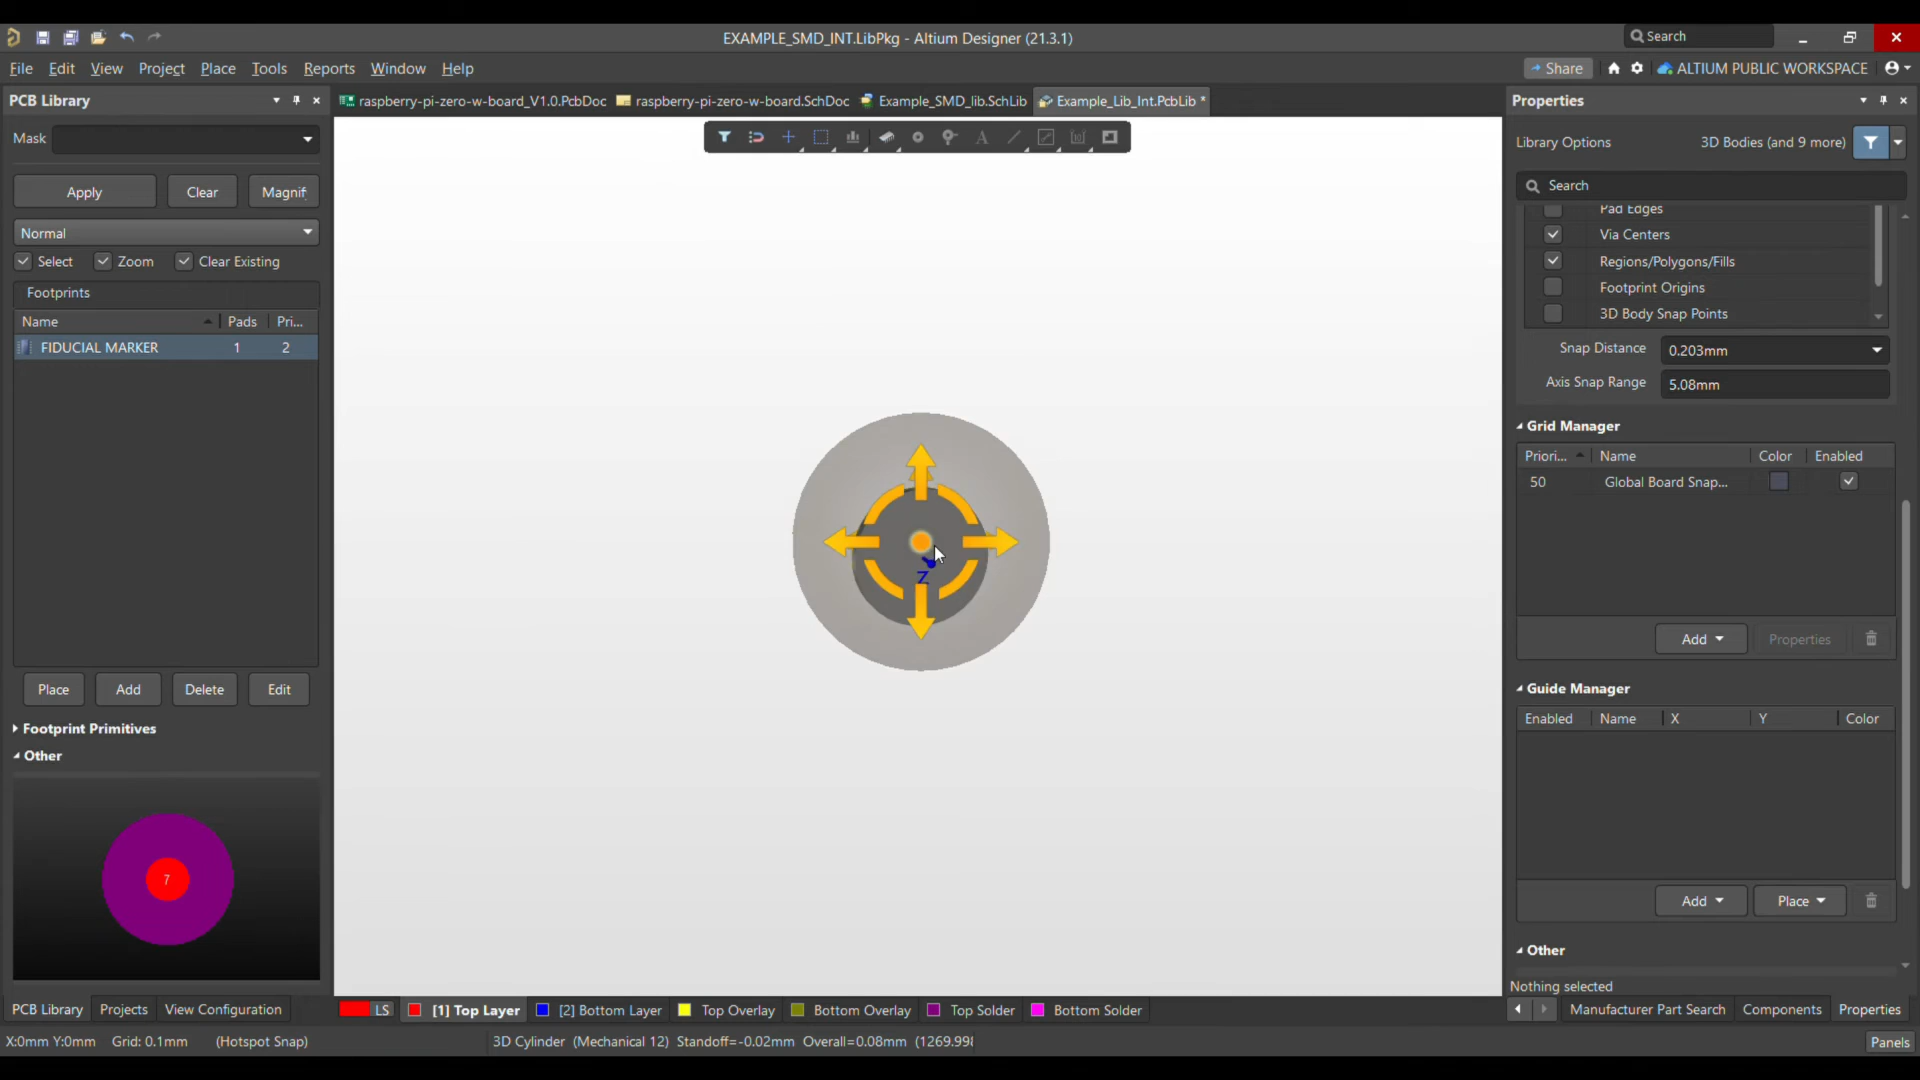 EXAMPLE_SMD_INT.LibPkg - Altium Designer (21.3.1)
Search
File Edit View Project Place Tools Reports Window Help
Share ALTIUM PUBLIC WORKSPACE
PCB Library
raspberry-pi-zero-w-board_V1.0.PcbDoc raspberry-pi-zero-w-board.SchDoc Example_SMD_lib.SchLib Example_Lib_Int.PcbLib *
Properties
Mask
Library Options 3D Bodies (and 9 more)
Search
Apply Clear Magnif
Normal
Select Zoom Clear Existing
Footprints
Name Pads Pri...
FIDUCIAL MARKER 1 2
Place Add Delete Edit
Footprint Primitives
Other
7
PCB Library Projects View Configuration
A
Z
LS [1] Top Layer [2] Bottom Layer Top Overlay Bottom Overlay Top Solder Bottom Solder
Pad Edges
Via Centers
Regions/Polygons/Fills
Footprint Origins
3D Body Snap Points
Snap Distance 0.203mm
Axis Snap Range 5.08mm
Grid Manager
Priori... Name Color Enabled
50 Global Board Snap...
Add Properties
Guide Manager
Enabled Name X Y Color
Add Place
Other
Nothing selected
Manufacturer Part Search Components Properties
X:0mm Y:0mm Grid: 0.1mm (Hotspot Snap)
3D Cylinder (Mechanical 12) Standoff=-0.02mm Overall=0.08mm (1269.998
Panels